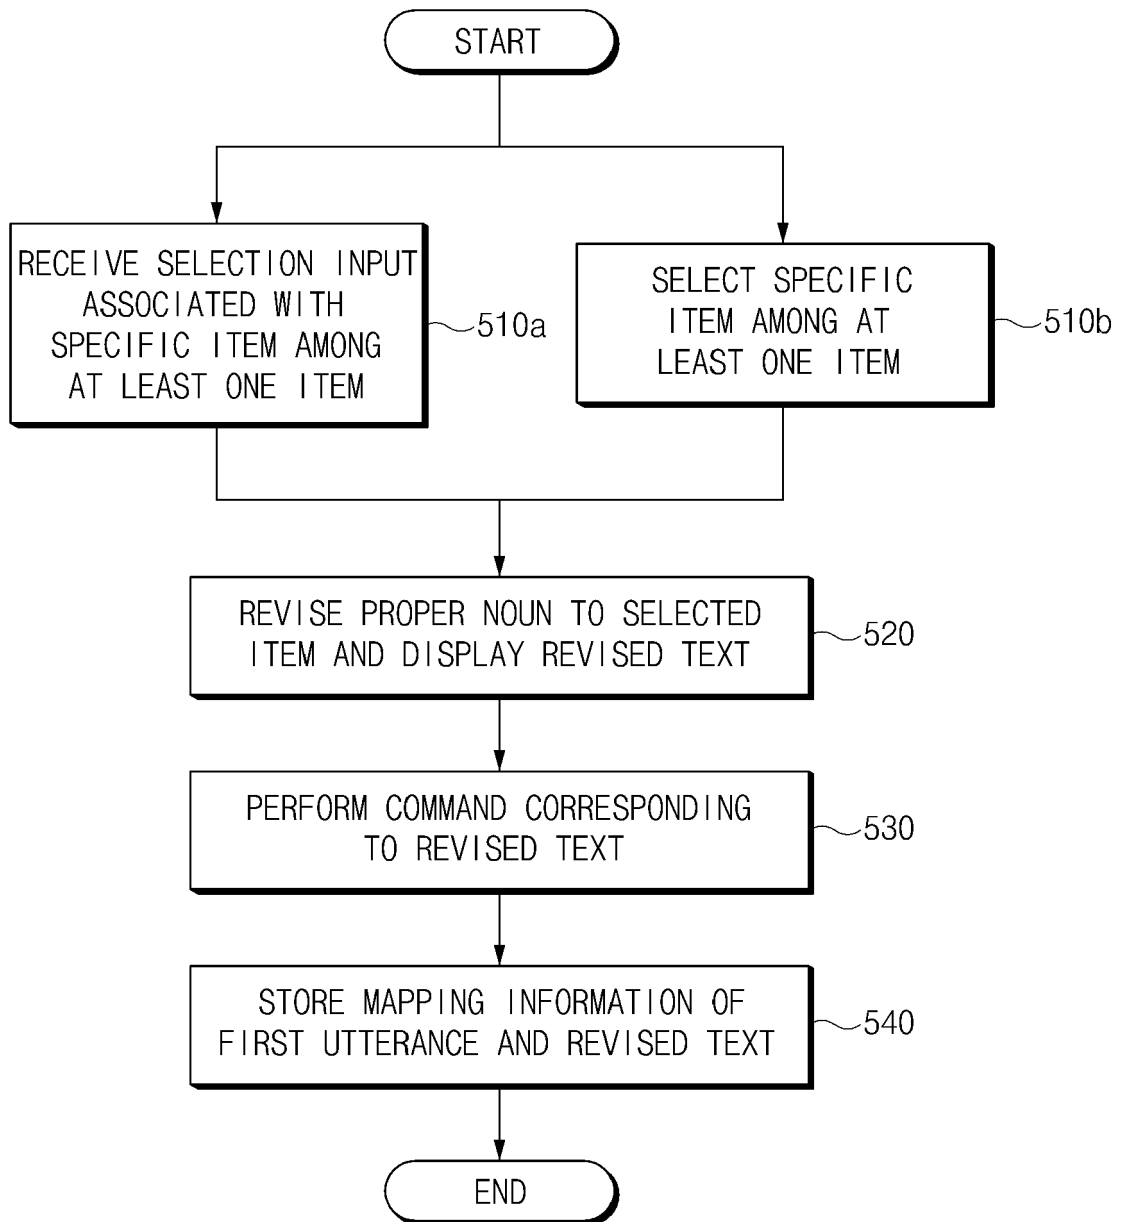 START
RECEIVE SELECTION INPUT
ASSOCIATED WITH
SPECIFIC ITEM AMONG
AT LEAST ONE ITEM
510a
SELECT SPECIFIC
ITEM AMONG AT
LEAST ONE ITEM
510b
REVISE PROPER NOUN TO SELECTED
ITEM AND DISPLAY REVISED TEXT
520
PERFORM COMMAND CORRESPONDING
TO REVISED TEXT
530
STORE MAPPING INFORMATION OF
FIRST UTTERANCE AND REVISED TEXT
540
END